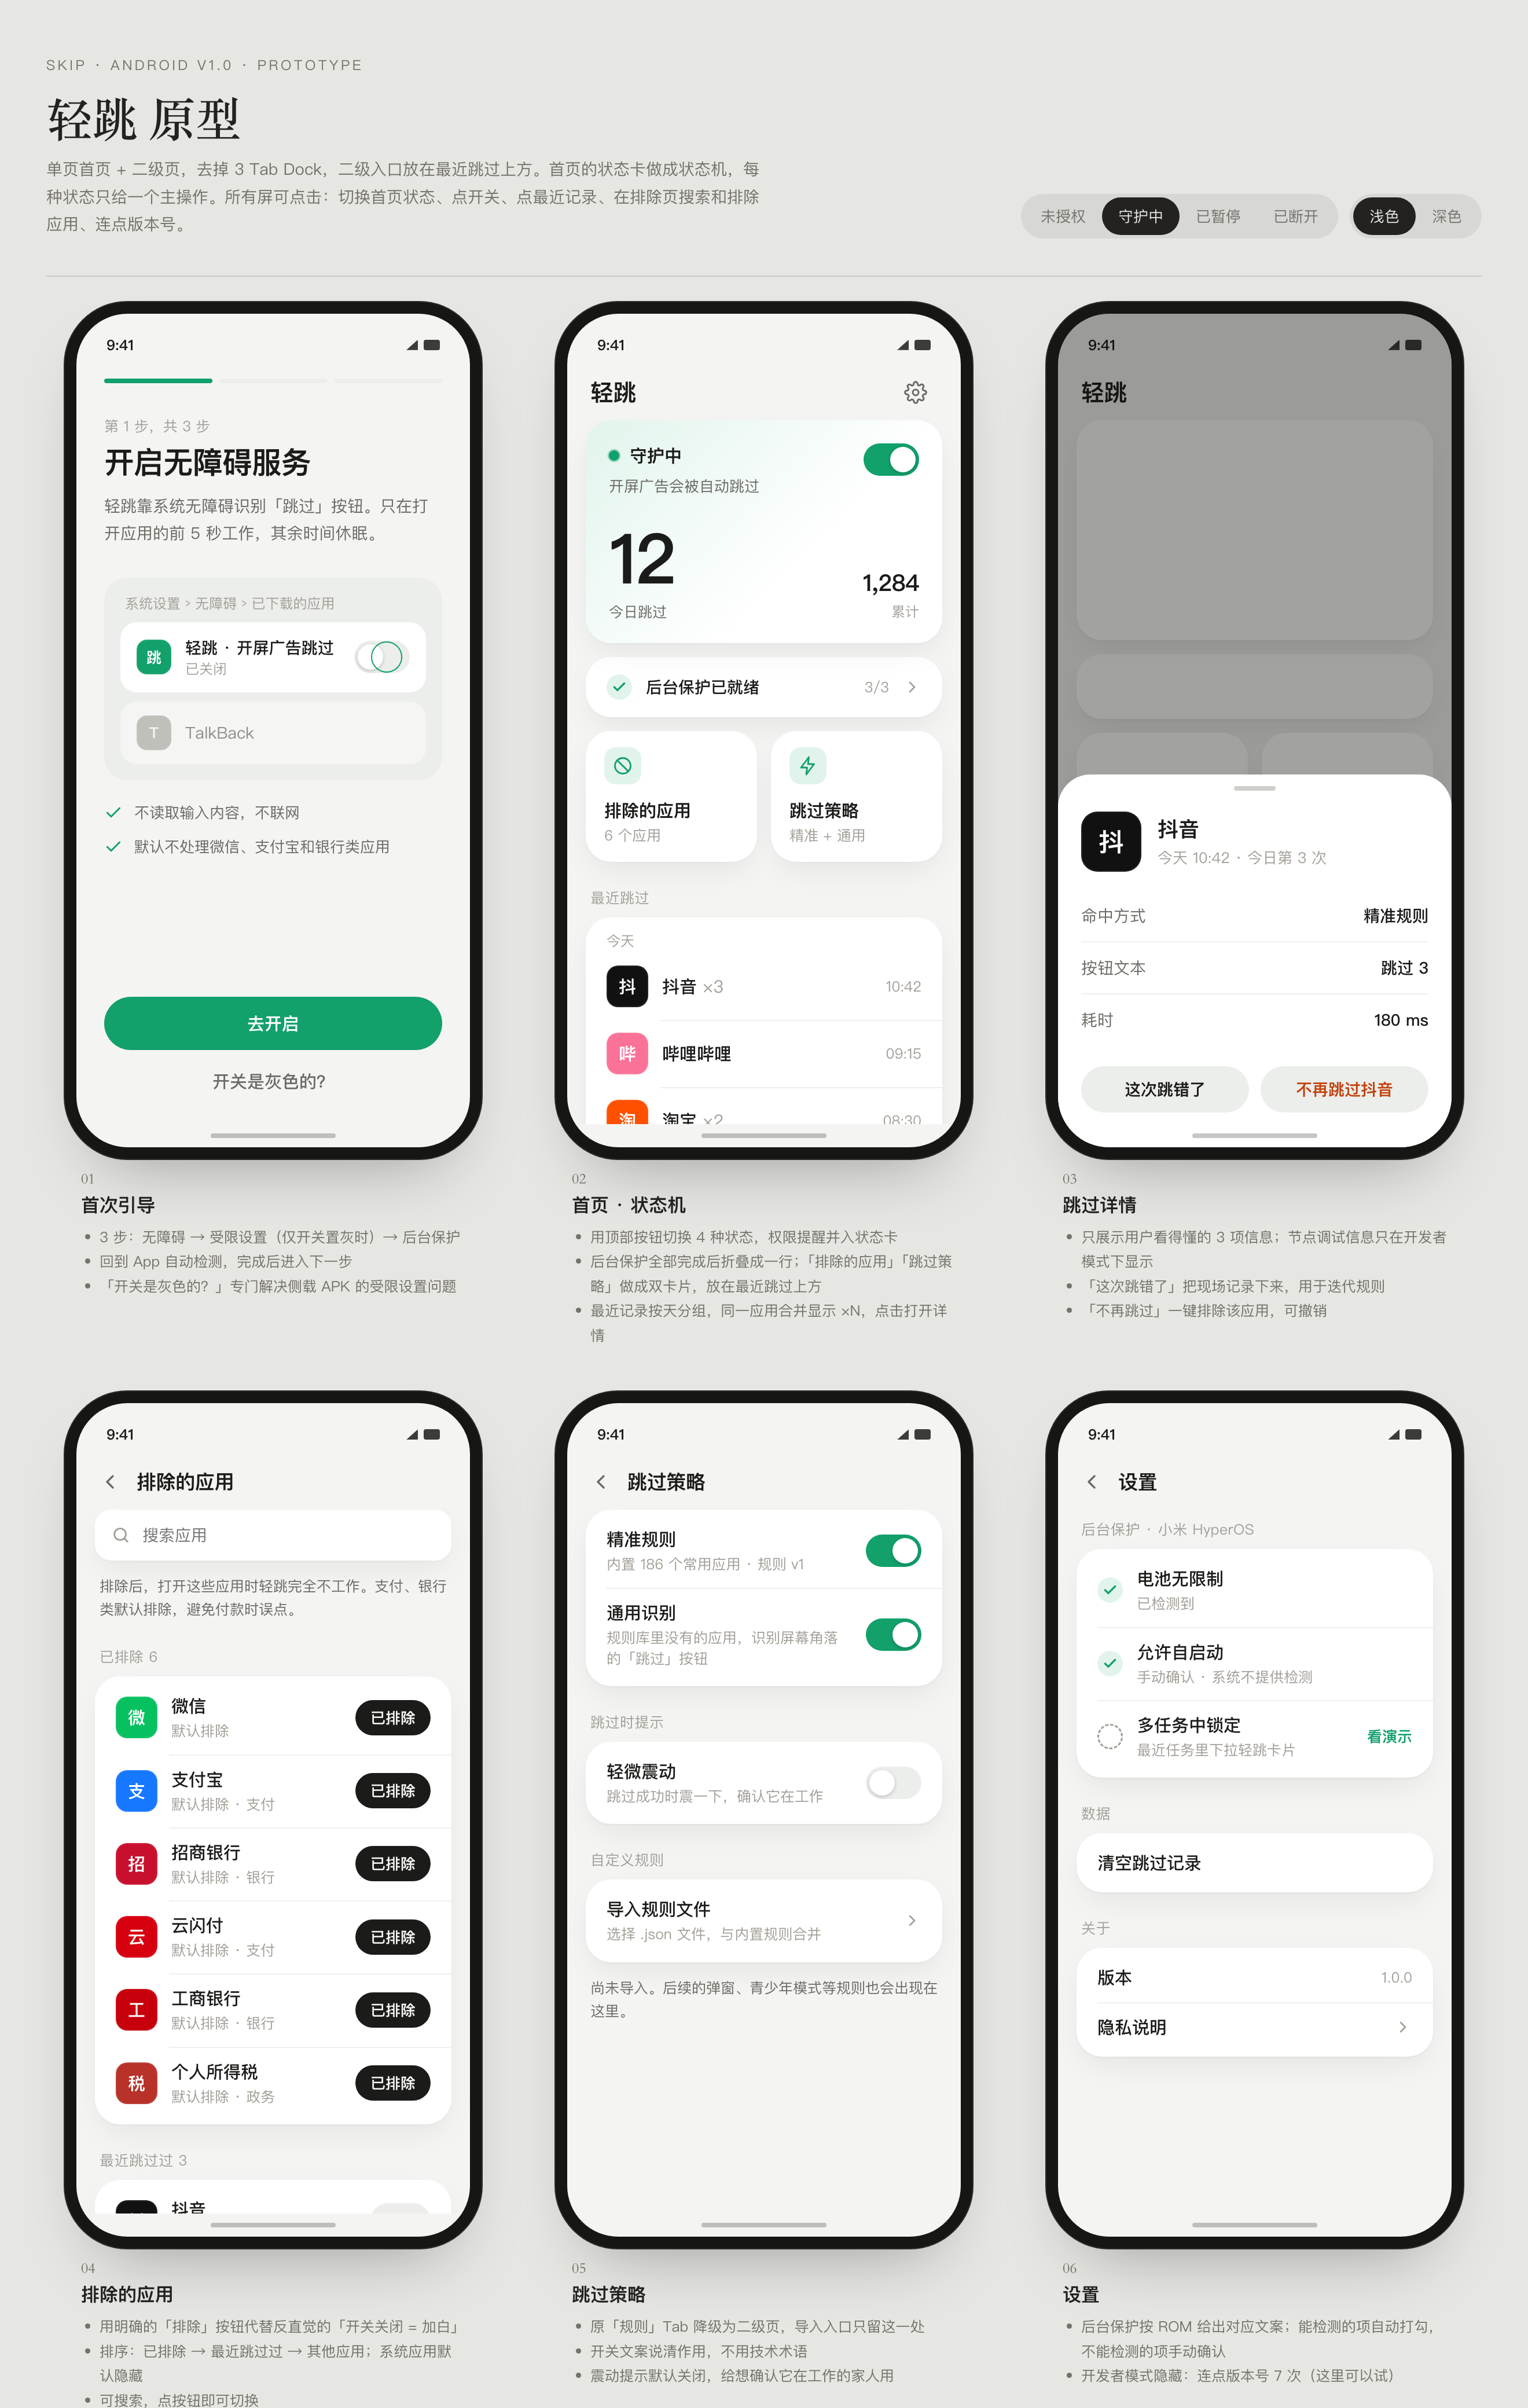 SKIP · ANDROID V1.0 · PROTOTYPE
轻跳 原型
单页首页 + 二级页，去掉 3 Tab Dock，二级入口放在最近跳过上方。首页的状态卡做成状态机，每
种状态只给一个主操作。所有屏可点击：切换首页状态、点开关、点最近记录、在排除页搜索和排除
应用、连点版本号。
未授权 守护中 已暂停 已断开 浅色 深色
9:41
第 1 步，共 3 步
开启无障碍服务
轻跳靠系统无障碍识别「跳过」按钮。只在打
开应用的前 5 秒工作，其余时间休眠。
系统设置 › 无障碍 › 已下载的应用
跳
轻跳 · 开屏广告跳过
已关闭
T
TalkBack
不读取输入内容，不联网
默认不处理微信、支付宝和银行类应用
去开启
开关是灰色的？
01
首次引导
3 步：无障碍 → 受限设置（仅开关置灰时）→ 后台保护
回到 App 自动检测，完成后进入下一步
「开关是灰色的？」专门解决侧载 APK 的受限设置问题
9:41
轻跳
守护中
开屏广告会被自动跳过
12
1,284
今日跳过
累计
后台保护已就绪
3/3
排除的应用
6 个应用
跳过策略
精准 + 通用
最近跳过
今天
抖
抖音 ×3
10:42
哔
哔哩哔哩
09:15
淘
淘宝 ×2
08:30
02
首页 · 状态机
用顶部按钮切换 4 种状态，权限提醒并入状态卡
后台保护全部完成后折叠成一行；「排除的应用」「跳过策
略」做成双卡片，放在最近跳过上方
最近记录按天分组，同一应用合并显示 ×N，点击打开详
情
9:41
轻跳
抖
抖音
今天 10:42 · 今日第 3 次
命中方式
精准规则
按钮文本
跳过 3
耗时
180 ms
这次跳错了
不再跳过抖音
03
跳过详情
只展示用户看得懂的 3 项信息；节点调试信息只在开发者
模式下显示
「这次跳错了」把现场记录下来，用于迭代规则
「不再跳过」一键排除该应用，可撤销
9:41
排除的应用
搜索应用
排除后，打开这些应用时轻跳完全不工作。支付、银行
类默认排除，避免付款时误点。
已排除 6
微
微信
默认排除
已排除
支
支付宝
默认排除 · 支付
已排除
招
招商银行
默认排除 · 银行
已排除
云
云闪付
默认排除 · 支付
已排除
工
工商银行
默认排除 · 银行
已排除
税
个人所得税
默认排除 · 政务
已排除
最近跳过过 3
抖音
04
排除的应用
用明确的「排除」按钮代替反直觉的「开关关闭 = 加白」
排序：已排除 → 最近跳过过 → 其他应用；系统应用默
认隐藏
可搜索，点按钮即可切换
9:41
跳过策略
精准规则
内置 186 个常用应用 · 规则 v1
通用识别
规则库里没有的应用，识别屏幕角落
的「跳过」按钮
跳过时提示
轻微震动
跳过成功时震一下，确认它在工作
自定义规则
导入规则文件
选择 .json 文件，与内置规则合并
尚未导入。后续的弹窗、青少年模式等规则也会出现在
这里。
05
跳过策略
原「规则」Tab 降级为二级页，导入入口只留这一处
开关文案说清作用，不用技术术语
震动提示默认关闭，给想确认它在工作的家人用
9:41
设置
后台保护 · 小米 HyperOS
电池无限制
已检测到
允许自启动
手动确认 · 系统不提供检测
多任务中锁定
最近任务里下拉轻跳卡片
看演示
数据
清空跳过记录
关于
版本
1.0.0
隐私说明
06
设置
后台保护按 ROM 给出对应文案；能检测的项自动打勾，
不能检测的项手动确认
开发者模式隐藏：连点版本号 7 次（这里可以试）